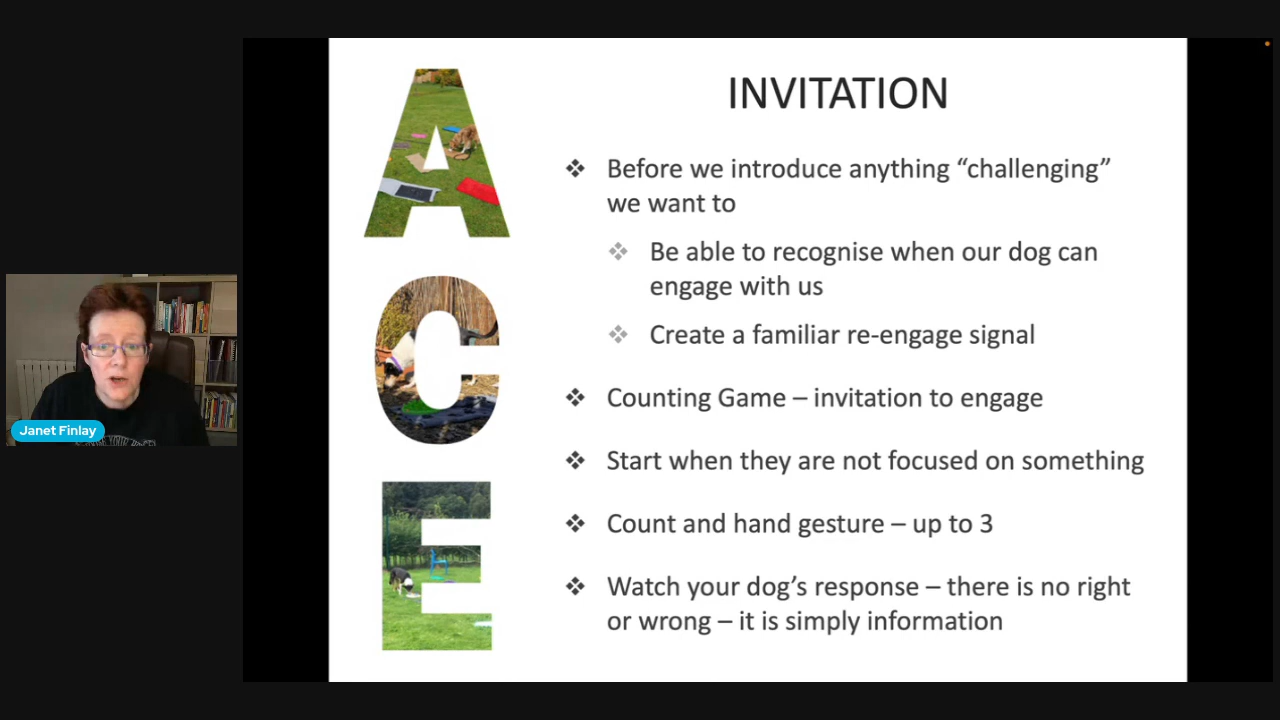 A
C
E
INVITATION
❖ Before we introduce anything “challenging”
we want to
❖ Be able to recognise when our dog can
engage with us
❖ Create a familiar re-engage signal
❖ Counting Game – invitation to engage
❖ Start when they are not focused on something
❖ Count and hand gesture – up to 3
❖ Watch your dog’s response – there is no right
or wrong – it is simply information
Janet Finlay